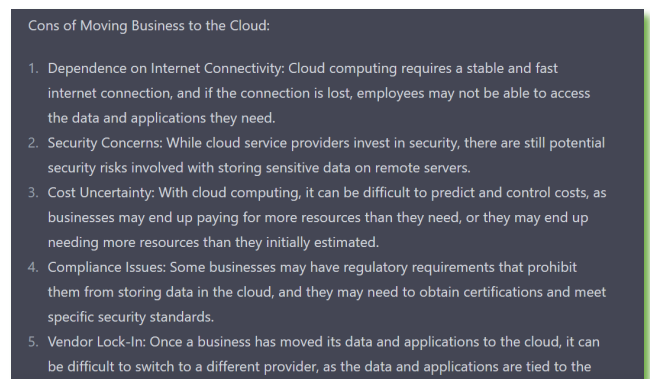 Cons of Moving Business to the Cloud:
1. Dependence on Internet Connectivity: Cloud computing requires a stable and fast
internet connection, and if the connection is lost, employees may not be able to access
the data and applications they need.
2. Security Concerns: While cloud service providers invest in security, there are still potential
security risks involved with storing sensitive data on remote servers.
3. Cost Uncertainty: With cloud computing, it can be difficult to predict and control costs, as
businesses may end up paying for more resources than they need, or they may end up
needing more resources than they initially estimated.
4. Compliance Issues: Some businesses may have regulatory requirements that prohibit
them from storing data in the cloud, and they may need to obtain certifications and meet
specific security standards.
5. Vendor Lock-In: Once a business has moved its data and applications to the cloud, it can
be difficult to switch to a different provider, as the data and applications are tied to the